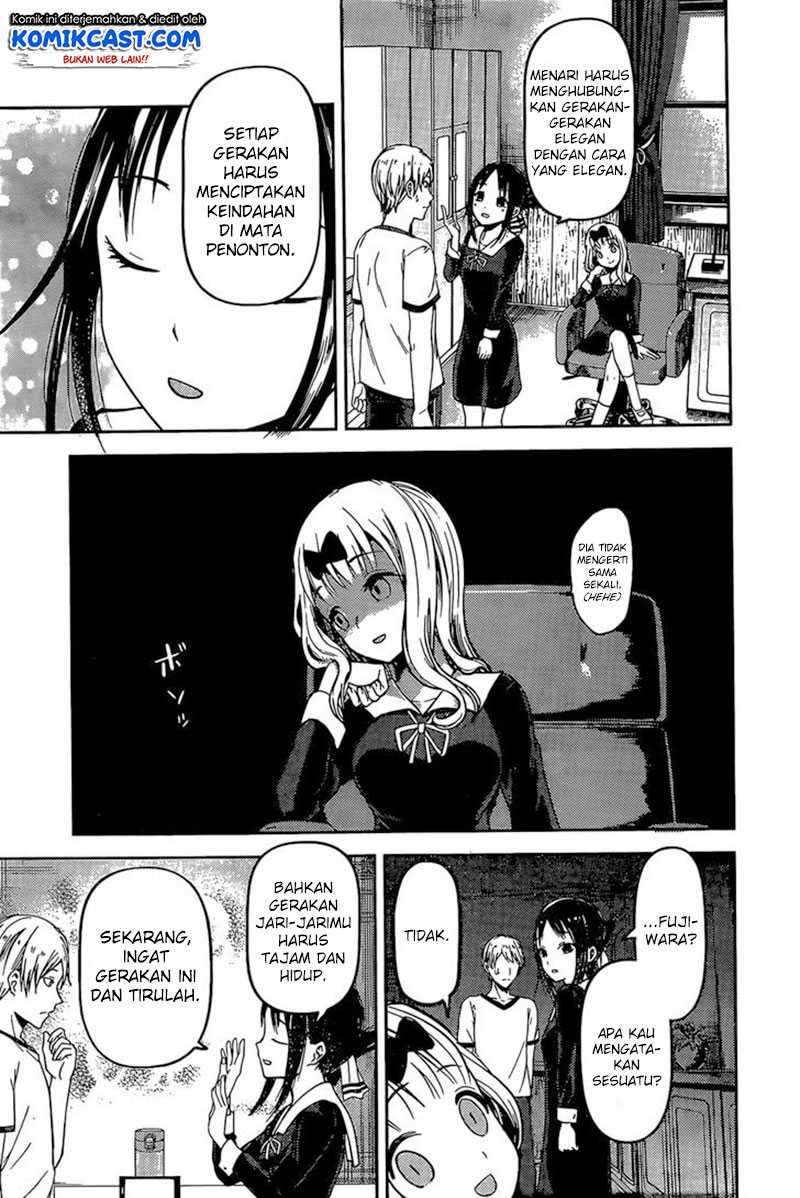 Komik ini diterjemahkan & diedit oleh
KOMIKCAST.COM
BUKAN WEB LAIN!!
MENARI HARUS
MENGHUBUNG-
KAN GERAKAN-
GERAKAN
ELEGAN
DENGAN CARA
YANG ELEGAN.
SETIAP
GERAKAN
HARUS
MENCIPTAKAN
KEINDAHAN
DI MATA
PENONTON.
DIA TIDAK
MENGERTI
SAMA
SEKALI.
(HEHE)
ボソッ
...FUJI-
WARA?
APA KAU
MENGATA-
KAN
SESUATU?
TIDAK.
BAHKAN
GERAKAN
JARI-JARIMU
HARUS
TAJAM DAN
HIDUP.
SEKARANG,
INGAT
GERAKAN INI
DAN TIRULAH.